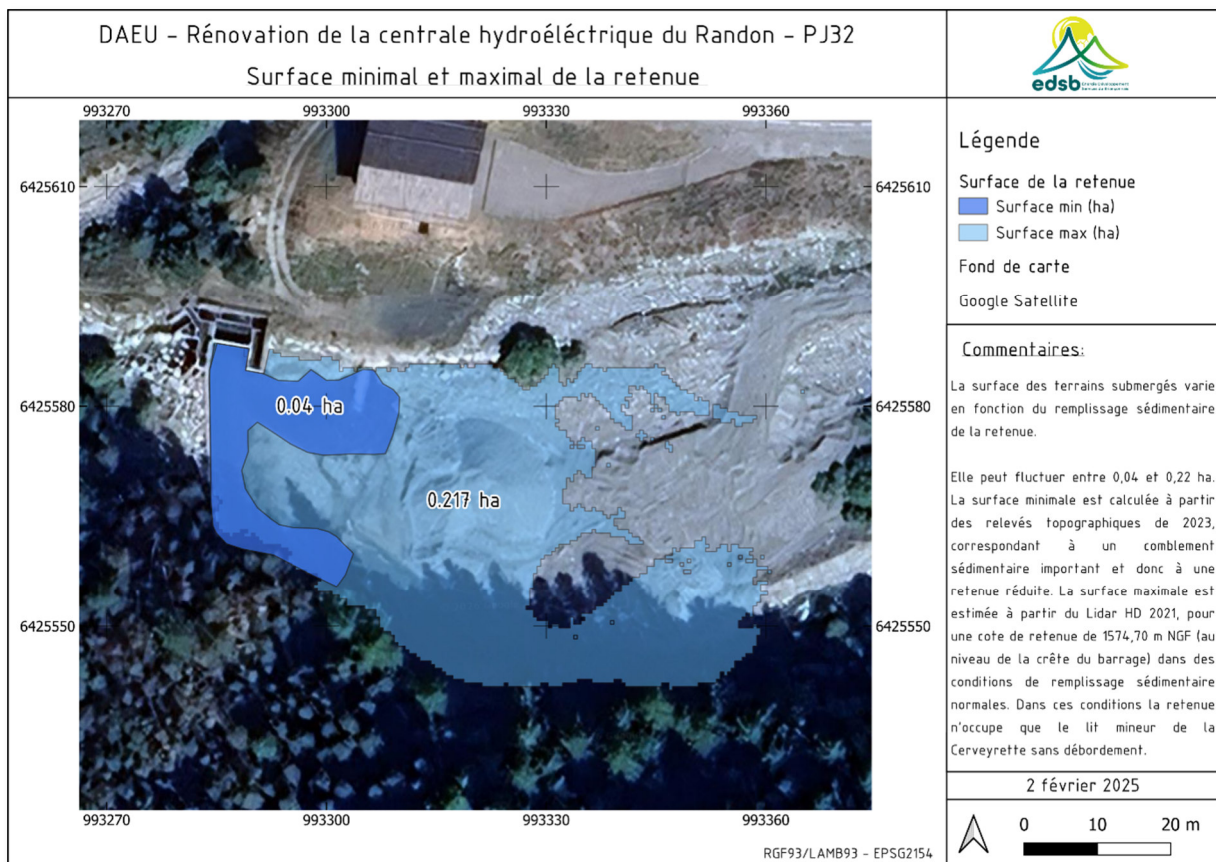 DAEU - Rénovation de la centrale hydroéléctrique du Randon - PJ32
Surface minimal et maximal de la retenue
edsb
993270 993300 993330 993360
6425610 6425610
6425580 6425580
6425550 6425550
0.04 ha
0.217 ha
993270 993300 993330 993360
RGF93/LAMB93 - EPSG2154
Légende
Surface de la retenue
Surface min (ha)
Surface max (ha)
Fond de carte
Google Satellite
Commentaires:
La surface des terrains submergés varie
en fonction du remplissage sédimentaire
de la retenue.
Elle peut fluctuer entre 0,04 et 0,22 ha.
La surface minimale est calculée à partir
des relevés topographiques de 2023,
correspondant à un comblement
sédimentaire important et donc à une
retenue réduite. La surface maximale est
estimée à partir du Lidar HD 2021, pour
une cote de retenue de 1574,70 m NGF (au
niveau de la crête du barrage) dans des
conditions de remplissage sédimentaire
normales. Dans ces conditions la retenue
n'occupe que le lit mineur de la
Cerveyrette sans débordement.
2 février 2025
0 10 20 m